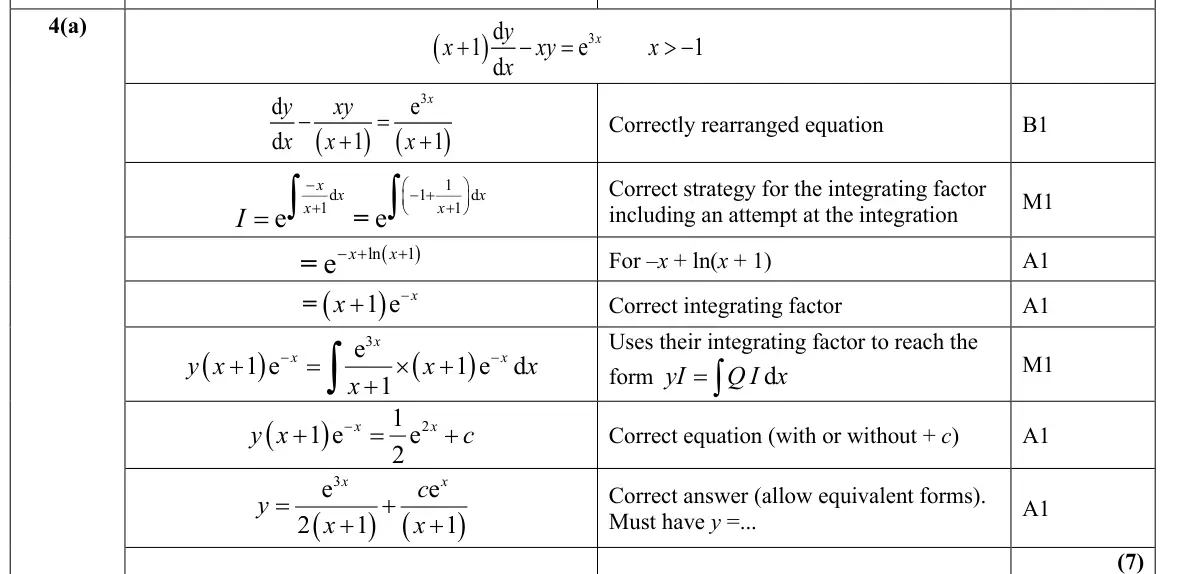 4(a)
(x+1) dy/dx − xy = e^{3x} x > −1
dy/dx − xy/(x+1) = e^{3x}/(x+1) Correctly rearranged equation B1
I = e^{∫ −x/(x+1) dx} = e^{∫(−1 + 1/(x+1)) dx} Correct strategy for the integrating factor
including an attempt at the integration M1
= e^{−x+ln(x+1)} For –x + ln(x + 1) A1
= (x+1)e^{−x} Correct integrating factor A1
y(x+1)e^{−x} = ∫ e^{3x}/(x+1) × (x+1)e^{−x} dx Uses their integrating factor to reach the
form yI = ∫ Q I dx M1
y(x+1)e^{−x} = 1/2 e^{2x} + c Correct equation (with or without + c) A1
y = e^{3x}/(2(x+1)) + ce^{x}/(x+1) Correct answer (allow equivalent forms).
Must have y =... A1
(7)